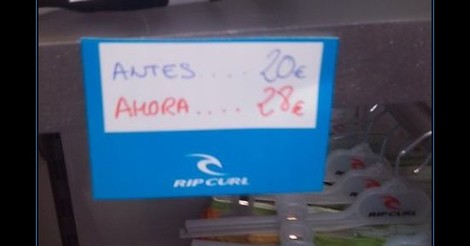 ANTES.... 20€
AHORA.... 28€
RIP CURL